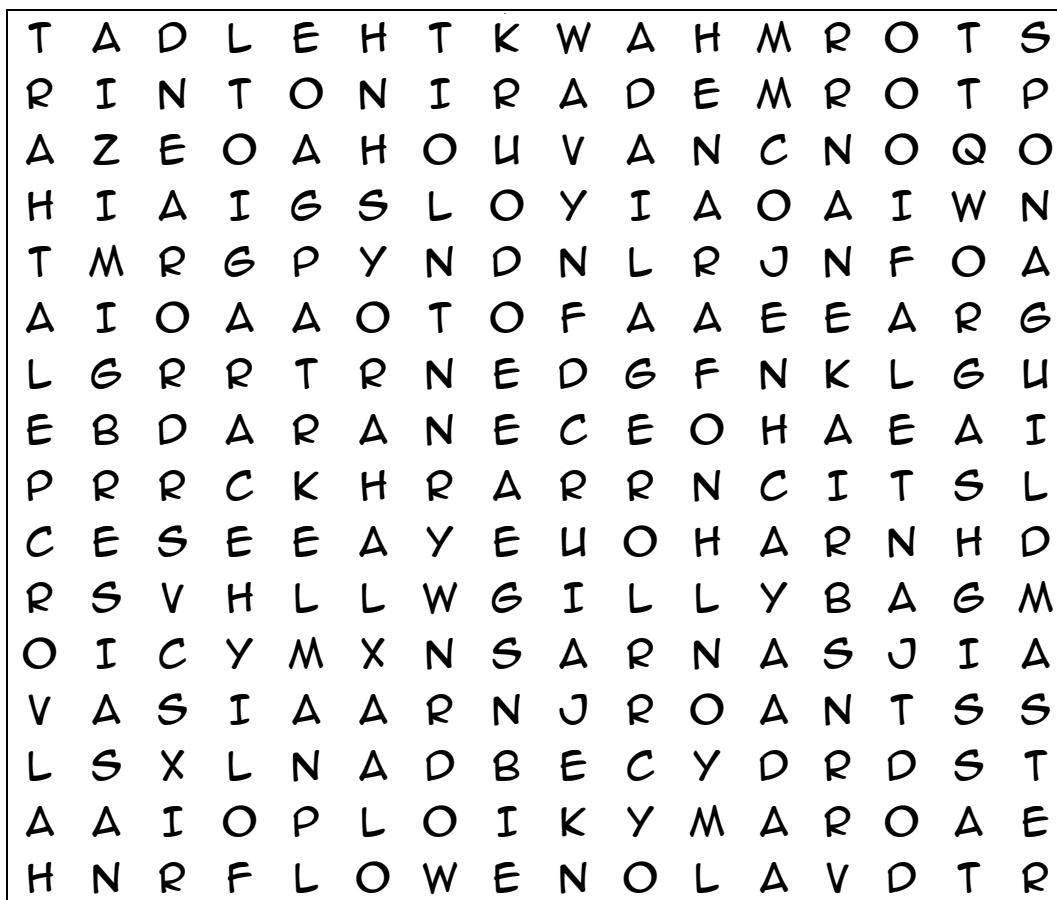 T A D L E H T K W A H M R O T S
R I N T O N I R A D E M R O T P
A Z E O A H O U V A N C N O Q O
H I A I G S L O Y I A O A I W N
T M R G P Y N D N L R J N F O A
A I O A A O T O F A A E E A R G
L G R R T R N E D G F N K L G U
E B D A R A N E C E O H A E A I
P R R C K H R A R R N C I T S L
C E S E E A Y E U O H A R N H D
R S V H L L W G I L L Y B A G M
O I C Y M X N S A R N A S J I A
V A S I A A R N J R O A N T S S
L S X L N A D B E C Y D R D S T
A A I O P L O I K Y M A R O A E
H N R F L O W E N O L A V D T R